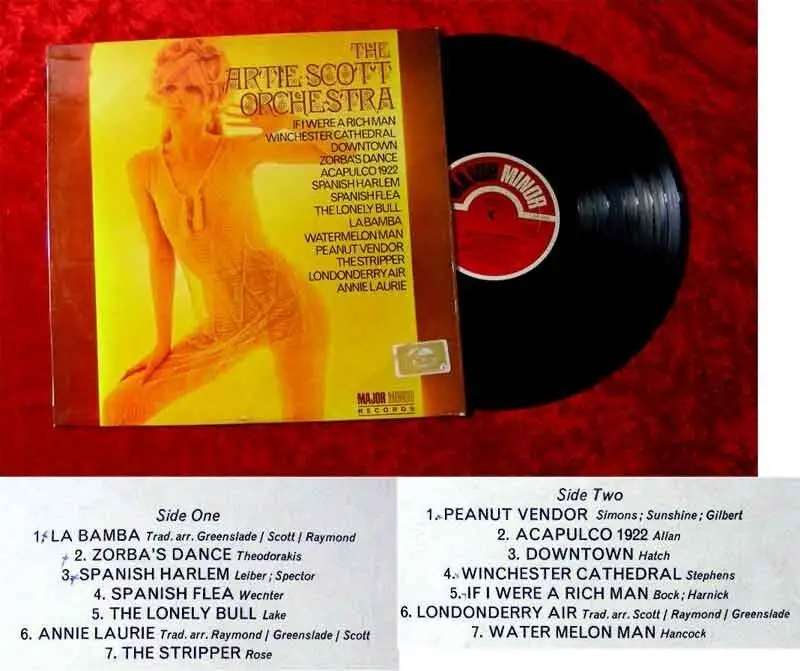 THE
ARTIE SCOTT
ORCHESTRA
IF I WERE A RICH MAN
WINCHESTER CATHEDRAL
DOWNTOWN
ZORBA'S DANCE
ACAPULCO 1922
SPANISH HARLEM
SPANISH FLEA
THE LONELY BULL
LA BAMBA
WATERMELON MAN
PEANUT VENDOR
THE STRIPPER
LONDONDERRY AIR
ANNIE LAURIE
MAJOR MINOR
RECORDS
MAJOR MINOR
Side One
1. LA BAMBA Trad. arr. Greenslade / Scott / Raymond
2. ZORBA'S DANCE Theodorakis
3. SPANISH HARLEM Leiber; Spector
4. SPANISH FLEA Wechter
5. THE LONELY BULL Lake
6. ANNIE LAURIE Trad. arr. Raymond / Greenslade / Scott
7. THE STRIPPER Rose
Side Two
1. PEANUT VENDOR Simons; Sunshine; Gilbert
2. ACAPULCO 1922 Allan
3. DOWNTOWN Hatch
4. WINCHESTER CATHEDRAL Stephens
5. IF I WERE A RICH MAN Bock; Harnick
6. LONDONDERRY AIR Trad. arr. Scott / Raymond / Greenslade
7. WATER MELON MAN Hancock